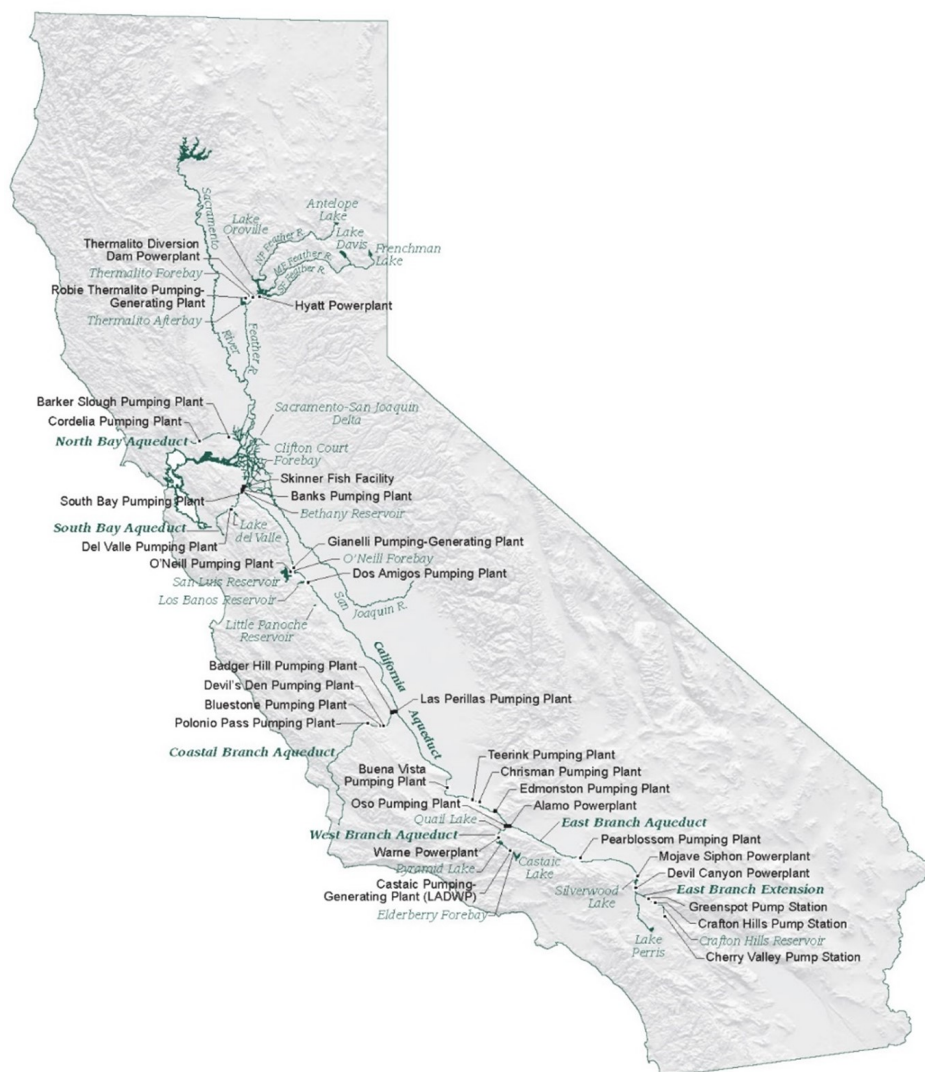 Antelope
Lake
Lake
Oroville
Lake
Davis
Frenchman
Lake
Sacramento
River
NF Feather R.
MF Feather R.
SF Feather R.
Thermalito Diversion
Dam Powerplant
Thermalito Forebay
Robie Thermalito Pumping-
Generating Plant
Thermalito Afterbay
Hyatt Powerplant
Feather R.
Barker Slough Pumping Plant
Cordelia Pumping Plant
North Bay Aqueduct
Sacramento-San Joaquin
Delta
Clifton Court
Forebay
Skinner Fish Facility
Banks Pumping Plant
Bethany Reservoir
South Bay Pumping Plant
South Bay Aqueduct
Lake
del Valle
Del Valle Pumping Plant
Gianelli Pumping-Generating Plant
O'Neill Forebay
O'Neill Pumping Plant
Dos Amigos Pumping Plant
San Luis Reservoir
Los Banos Reservoir
San
Joaquin R.
Little Panoche
Reservoir
California
Aqueduct
Badger Hill Pumping Plant
Devil's Den Pumping Plant
Bluestone Pumping Plant
Polonio Pass Pumping Plant
Las Perillas Pumping Plant
Coastal Branch Aqueduct
Buena Vista
Pumping Plant
Teerink Pumping Plant
Chrisman Pumping Plant
Edmonston Pumping Plant
Oso Pumping Plant
Alamo Powerplant
Quail Lake
East Branch Aqueduct
West Branch Aqueduct
Warne Powerplant
Pyramid Lake
Castaic
Lake
Castaic Pumping-
Generating Plant (LADWP)
Elderberry Forebay
Pearblossom Pumping Plant
Mojave Siphon Powerplant
Devil Canyon Powerplant
Silverwood
Lake
East Branch Extension
Greenspot Pump Station
Crafton Hills Pump Station
Crafton Hills Reservoir
Cherry Valley Pump Station
Lake
Perris